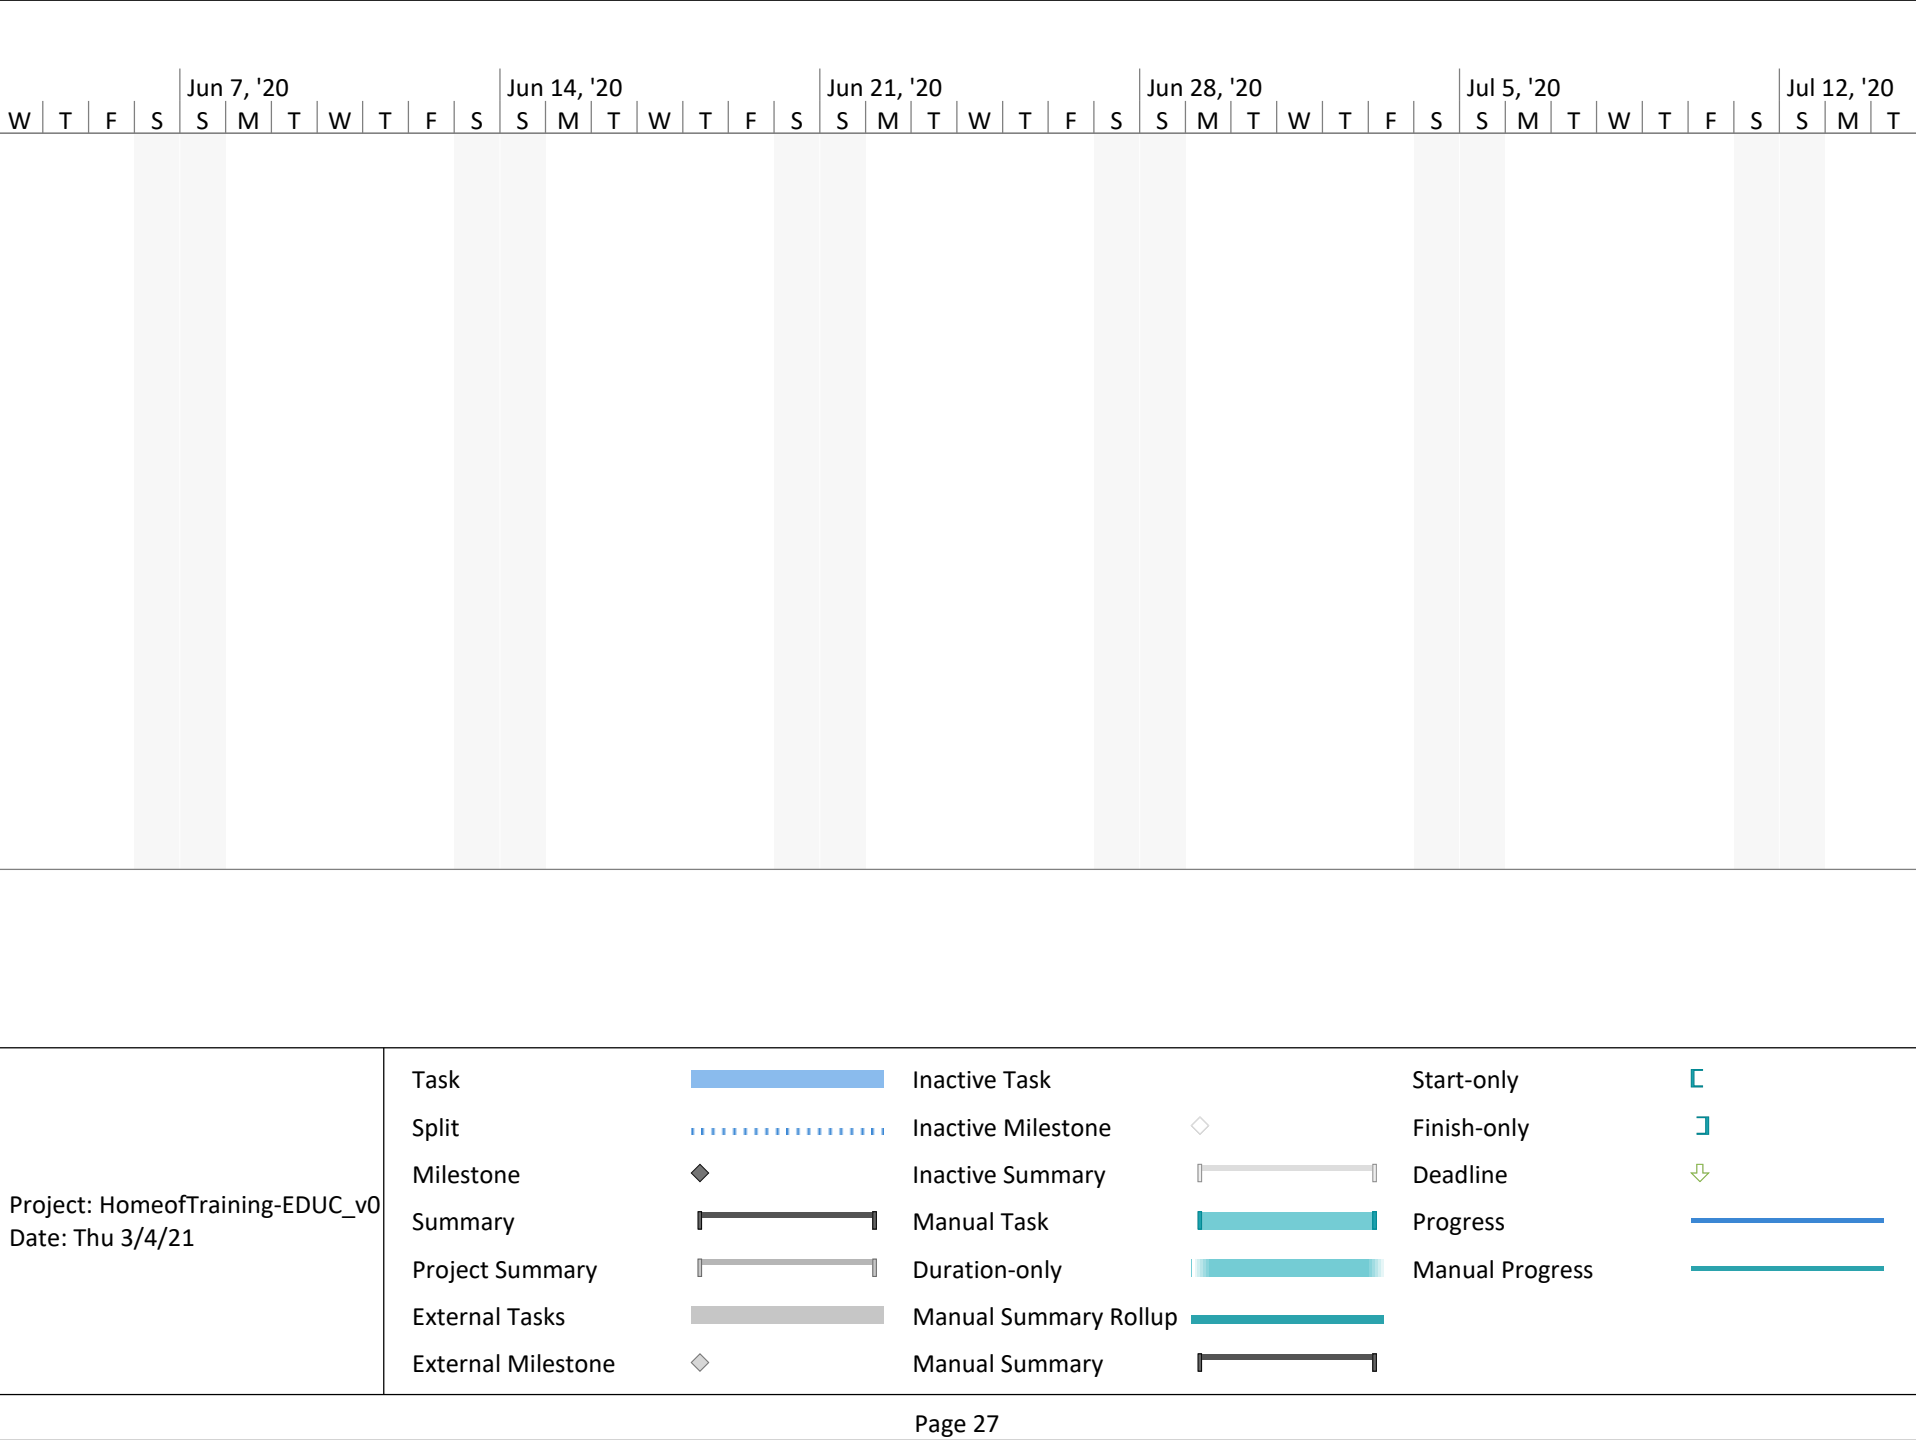 Jun 7, '20 Jun 14, '20 Jun 21, '20 Jun 28, '20 Jul 5, '20 Jul 12, '20
W T F S S M T W T F S S M T W T F S S M T W T F S S M T W T F S S M T W T F S S M T
Task Inactive Task Start-only
Split Inactive Milestone Finish-only
Milestone Inactive Summary Deadline
Project: HomeofTraining-EDUC_v0
Date: Thu 3/4/21
Summary Manual Task Progress
Project Summary Duration-only Manual Progress
External Tasks Manual Summary Rollup
External Milestone Manual Summary
Page 27